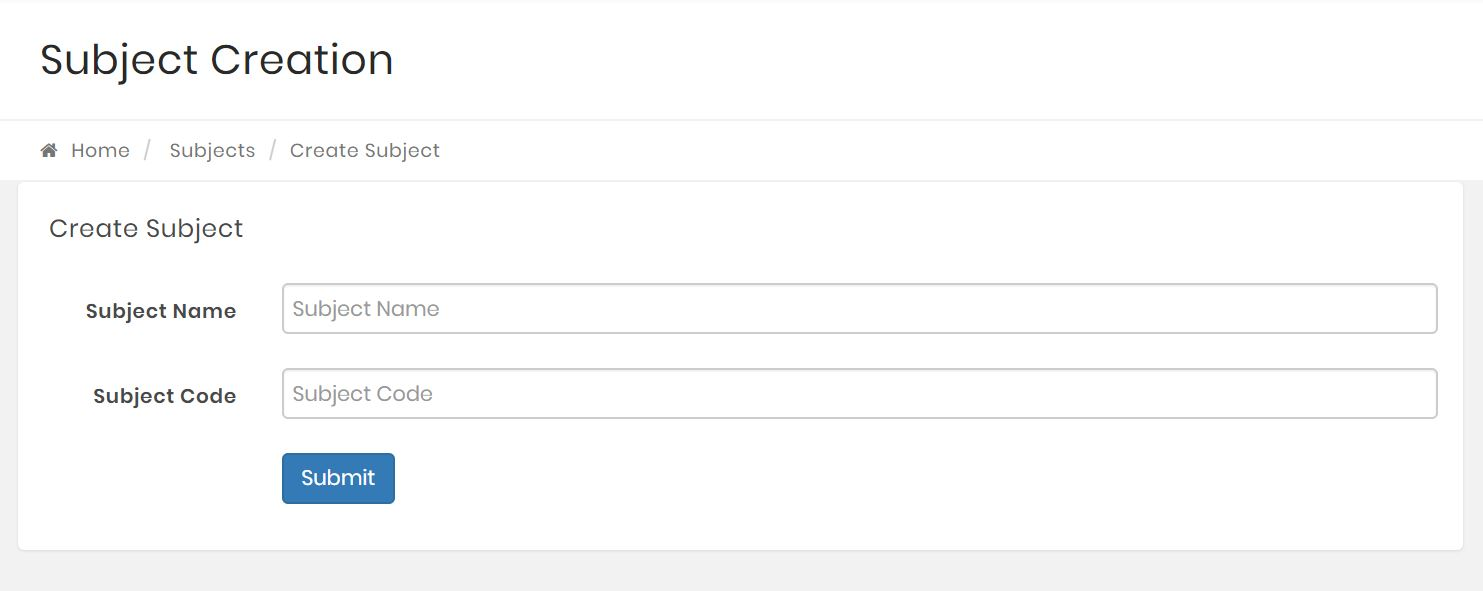 Subject Creation
Home / Subjects / Create Subject
Create Subject
Subject Name Subject Name
Subject Code Subject Code
Submit